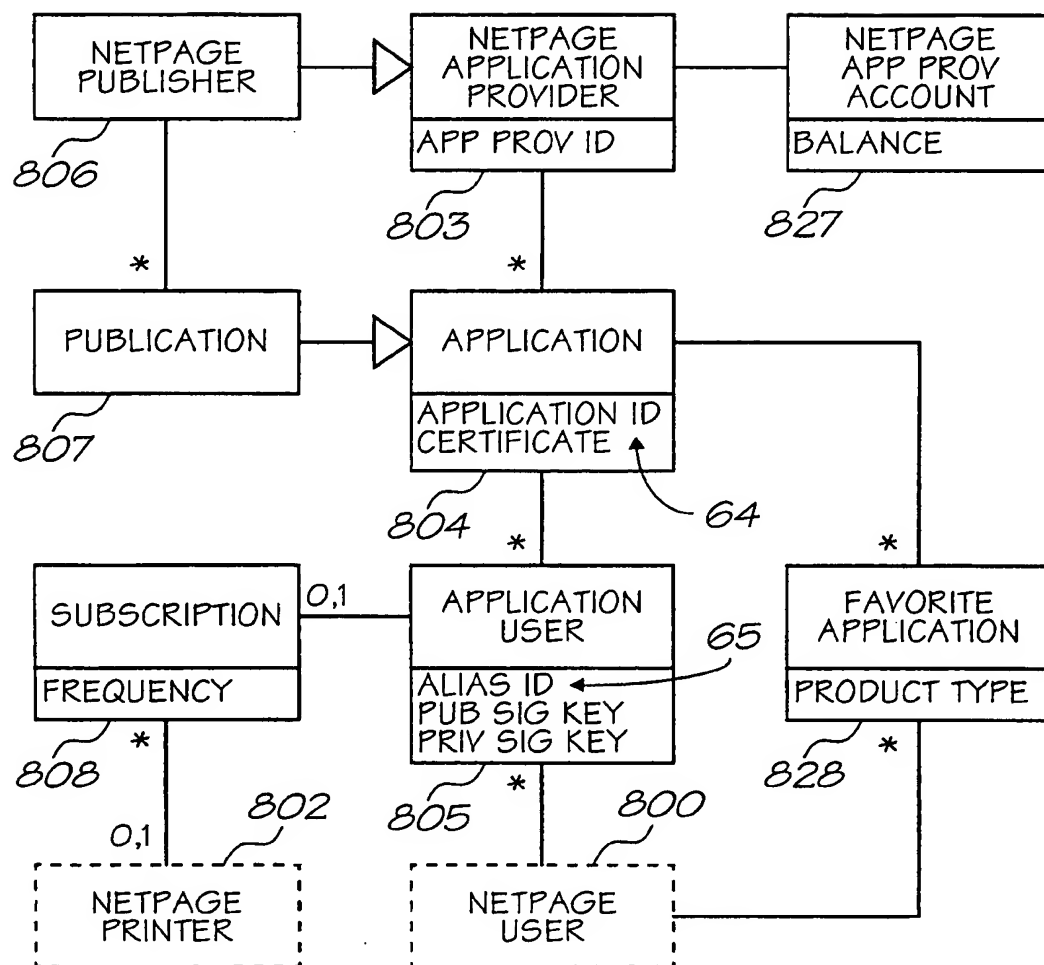 NETPAGE
PUBLISHER
806
NETPAGE
APPLICATION
PROVIDER
APP PROV ID
803
NETPAGE
APP PROV
ACCOUNT
BALANCE
827
*
*
PUBLICATION
807
APPLICATION
APPLICATION ID
CERTIFICATE
804
64
*
*
SUBSCRIPTION
FREQUENCY
808
0,1
APPLICATION
USER
ALIAS ID
PUB SIG KEY
PRIV SIG KEY
805
65
FAVORITE
APPLICATION
PRODUCT TYPE
828
*
*
*
0,1
802
NETPAGE
PRINTER
800
NETPAGE
USER